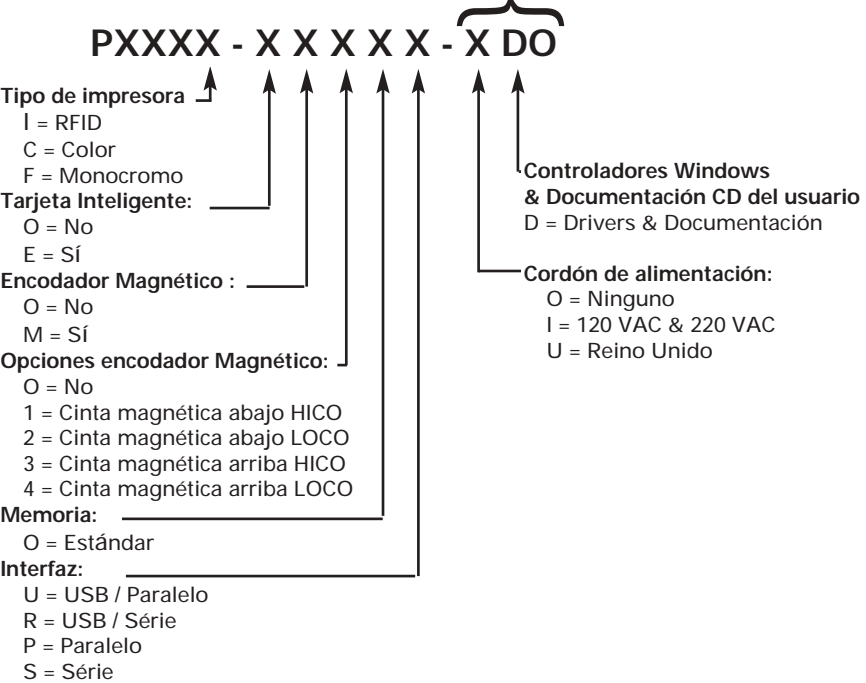 PXXXX - X X X X X - X DO
Tipo de impresora
I = RFID
C = Color
F = Monocromo
Tarjeta Inteligente:
O = No
E = Sí
Encodador Magnético :
O = No
M = Sí
Opciones encodador Magnético:
O = No
1 = Cinta magnética abajo HICO
2 = Cinta magnética abajo LOCO
3 = Cinta magnética arriba HICO
4 = Cinta magnética arriba LOCO
Memoria:
O = Estándar
Interfaz:
U = USB / Paralelo
R = USB / Série
P = Paralelo
S = Série
Controladores Windows
& Documentación CD del usuario
D = Drivers & Documentación
Cordón de alimentación:
O = Ninguno
I = 120 VAC & 220 VAC
U = Reino Unido